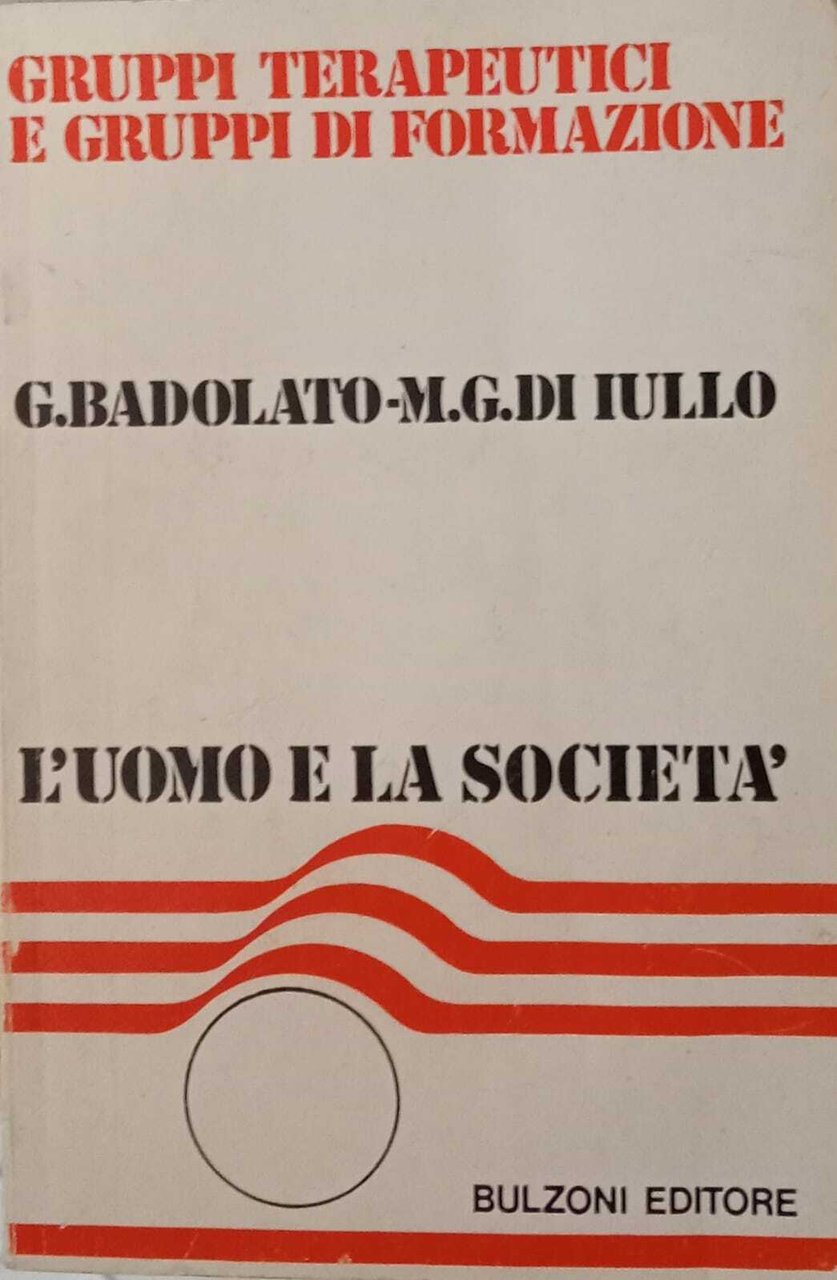 GRUPPI TERAPEUTICI
E GRUPPI DI FORMAZIONE
G.BADOLATO-M.G.DI IULLO
L'UOMO E LA SOCIETA'
BULZONI EDITORE